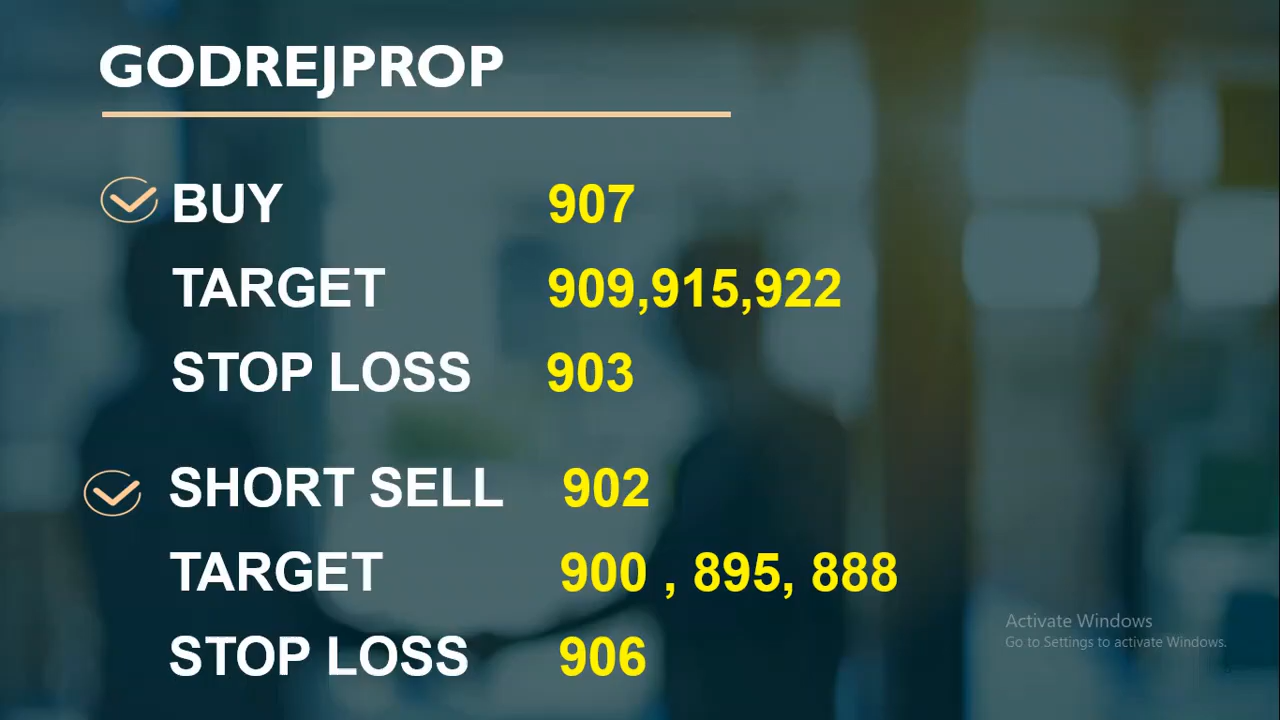 GODREJPROP
BUY 907
TARGET 909,915,922
STOP LOSS 903
SHORT SELL 902
TARGET 900 , 895, 888
STOP LOSS 906
Activate Windows
Go to Settings to activate Windows.